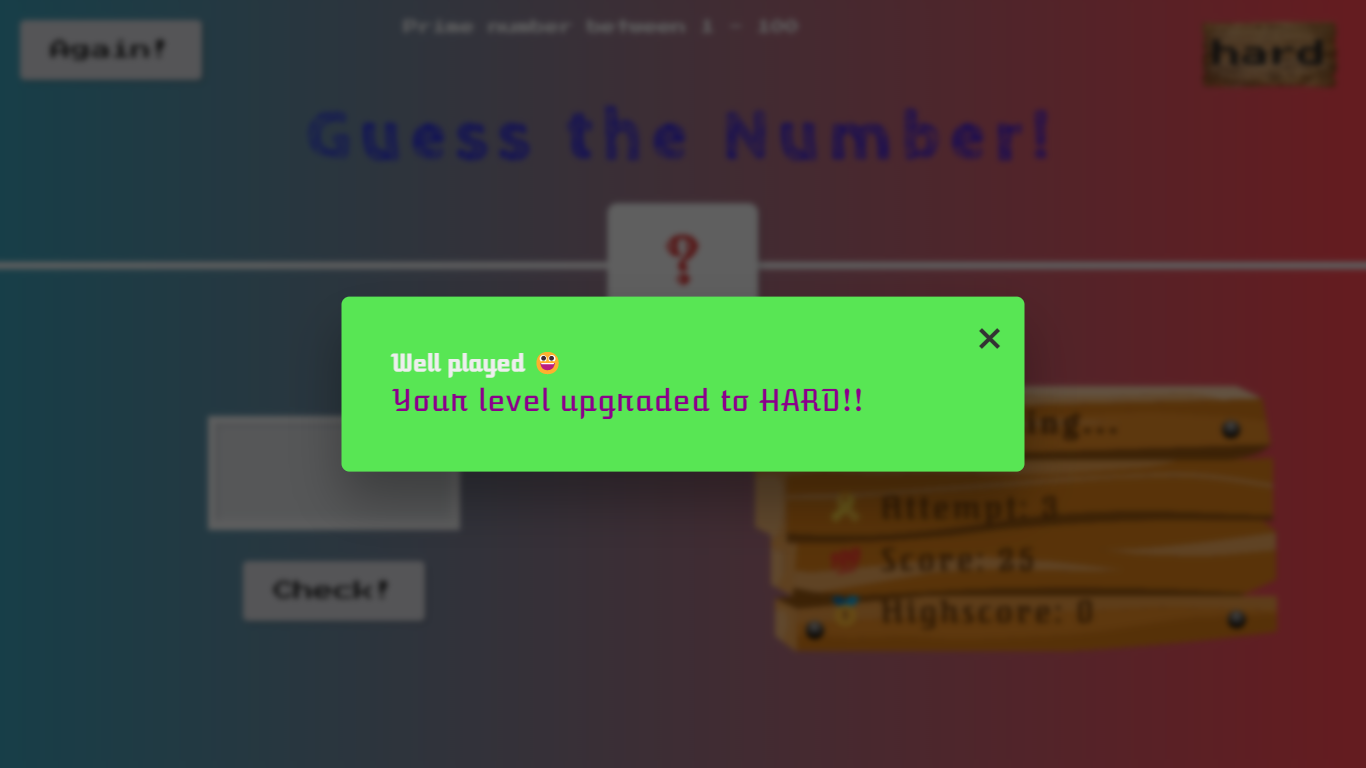 Again!
Prime number between 1 - 100
hard
Guess the Number!
?
Well played
Your level upgraded to HARD!!
ing...
Attempt: 3
Score: 25
Check!
Highscore: 0